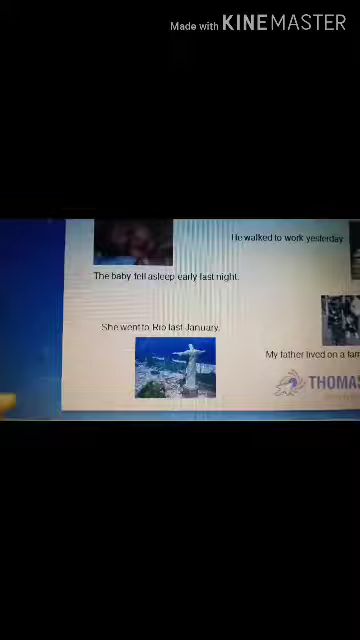 Made with KINEMASTER
He walked to work yesterday
The baby fell asleep early last night.
She went to Rio last January.
My father lived on a
THOMAS